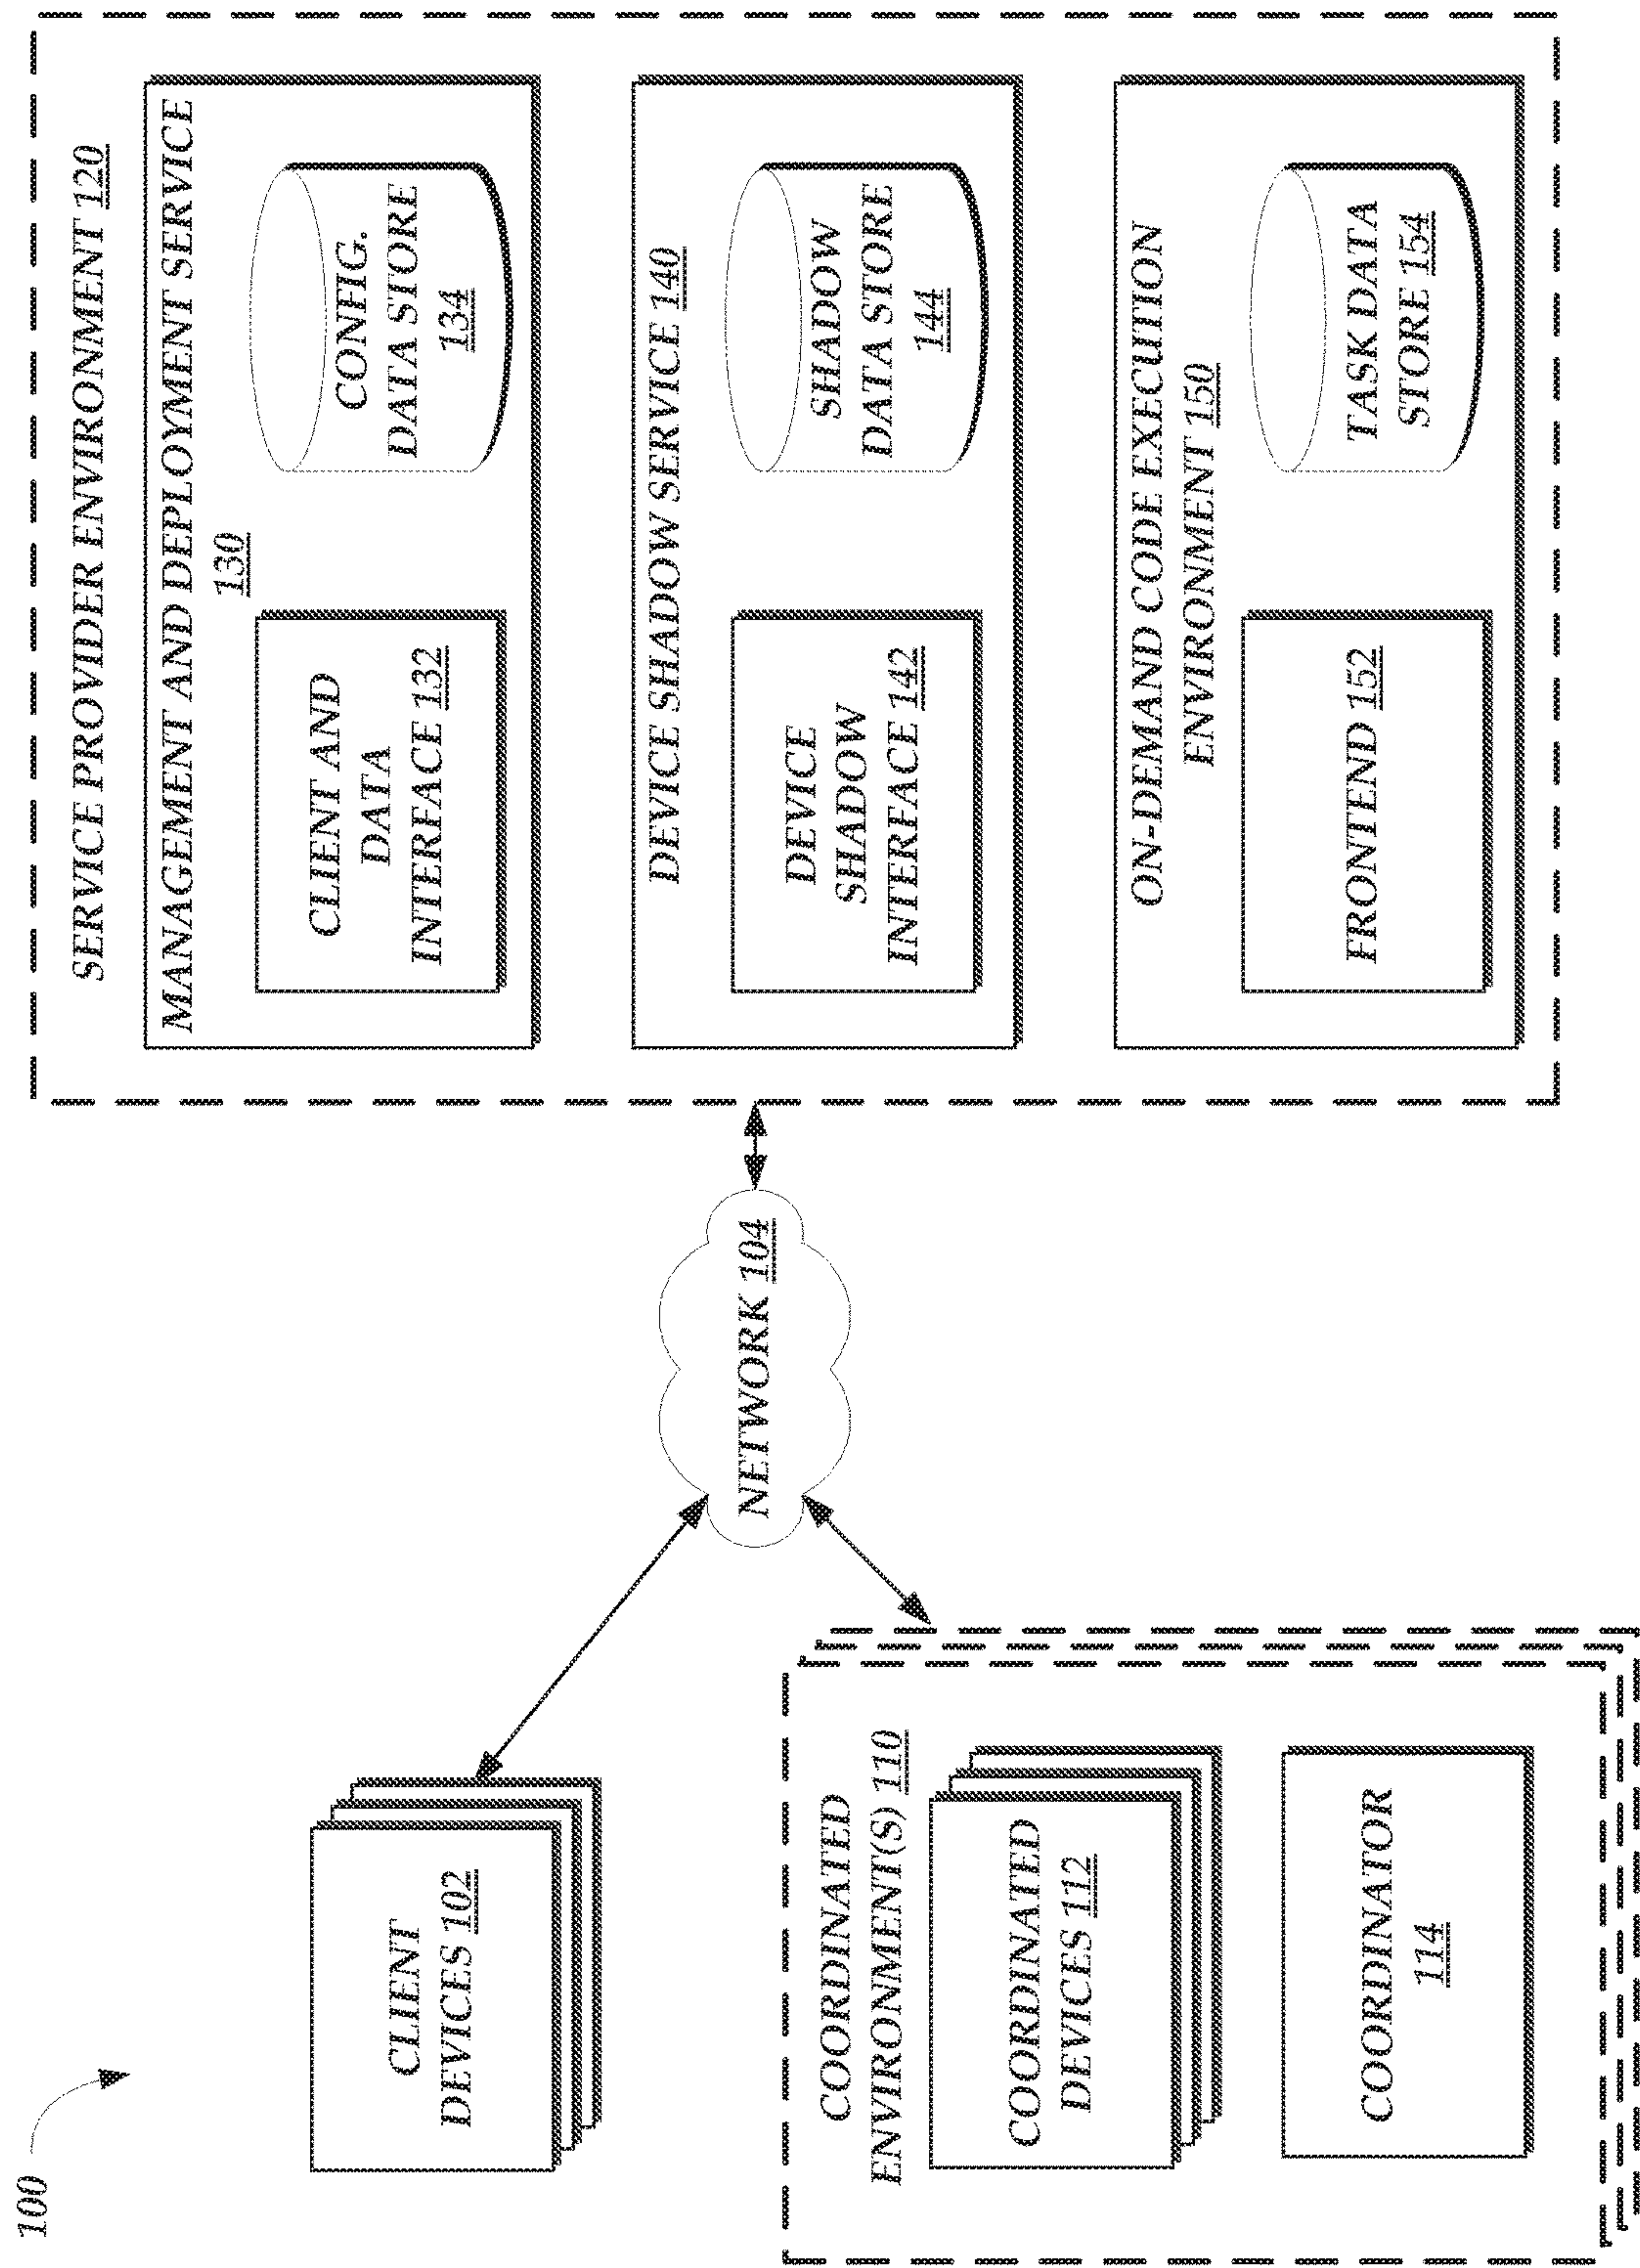 100
CLIENT
DEVICES 102
COORDINATED
ENVIRONMENT(S) 110
COORDINATED
DEVICES 112
COORDINATOR
114
NETWORK 104
SERVICE PROVIDER ENVIRONMENT 120
MANAGEMENT AND DEPLOYMENT SERVICE
130
CLIENT AND
DATA
INTERFACE 132
CONFIG.
DATA STORE
134
DEVICE SHADOW SERVICE 140
DEVICE
SHADOW
INTERFACE 142
SHADOW
DATA STORE
144
ON-DEMAND CODE EXECUTION
ENVIRONMENT 150
FRONTEND 152
TASK DATA
STORE 154